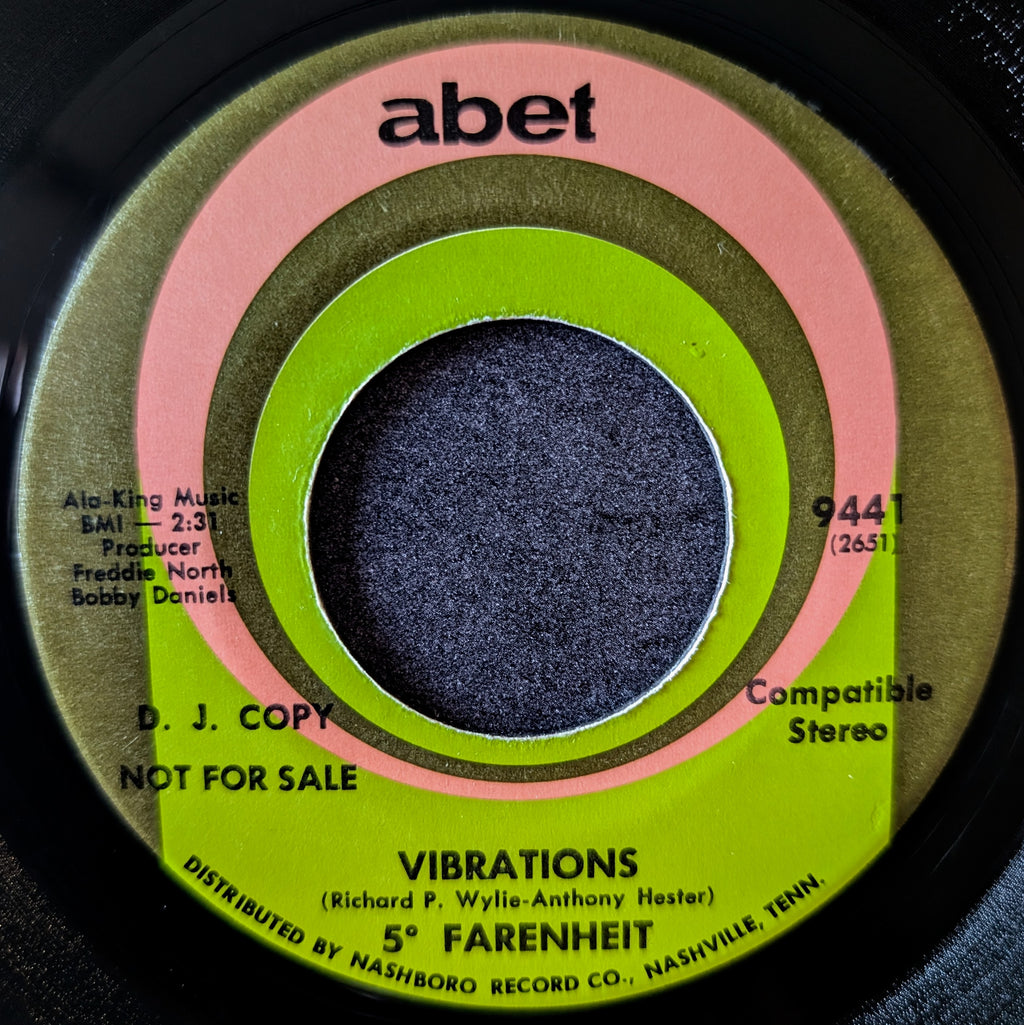 abet
Ala-King Music
BMI — 2:31
Producer
Freddie North
Bobby Daniels
9441
(2651)
D. J. COPY
NOT FOR SALE
Compatible
Stereo
VIBRATIONS
(Richard P. Wylie-Anthony Hester)
5° FARENHEIT
DISTRIBUTED BY NASHBORO RECORD CO., NASHVILLE, TENN.